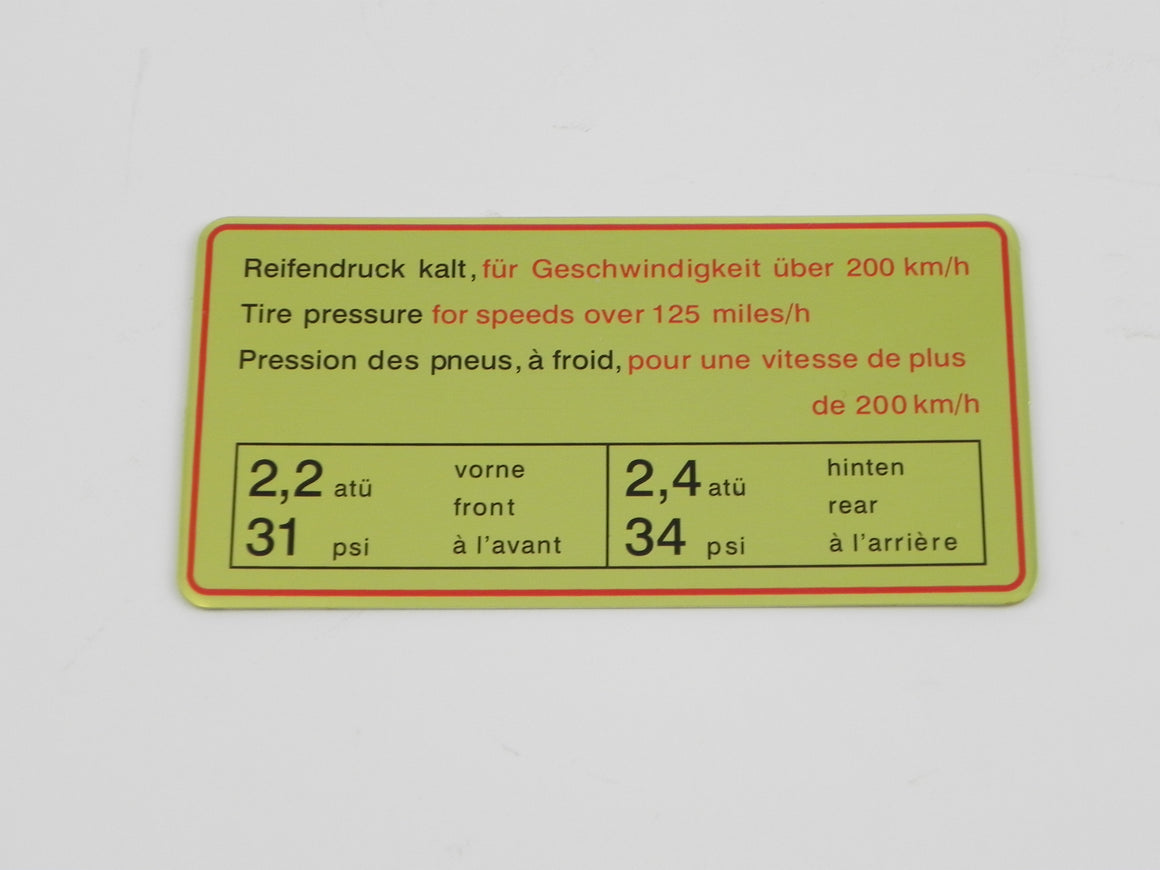 Reifendruck kalt, für Geschwindigkeit über 200 km/h
Tire pressure for speeds over 125 miles/h
Pression des pneus, à froid, pour une vitesse de plus
de 200 km/h
2,2 atü vorne
front
31 psi à l'avant
2,4 atü hinten
rear
34 psi à l'arrière